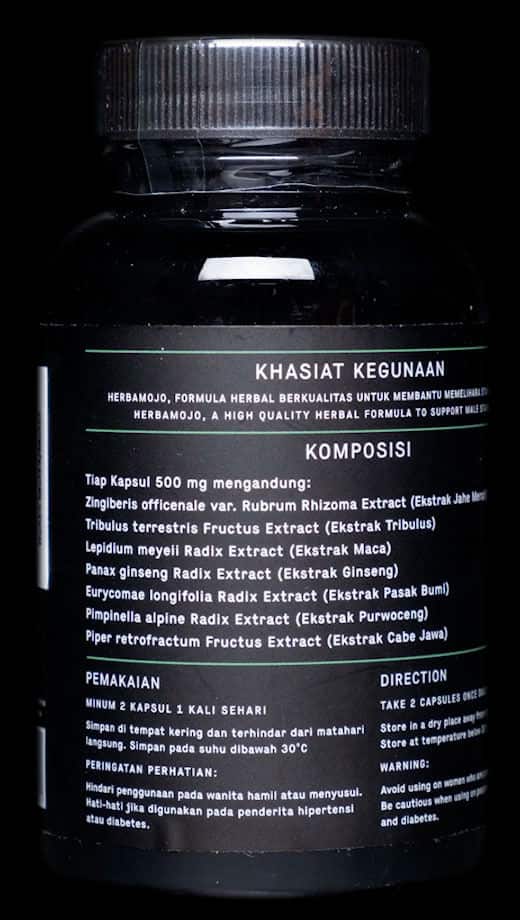 KHASIAT KEGUNAAN
HERBAMOJO, FORMULA HERBAL BERKUALITAS UNTUK MEMBANTU MEMELIHARA
HERBAMOJO, A HIGH QUALITY HERBAL FORMULA TO SUPPORT MALE
KOMPOSISI
Tiap Kapsul 500 mg mengandung:
Zingiberis officenale var. Rubrum Rhizoma Extract (Ekstrak Jahe
Tribulus terrestris Fructus Extract (Ekstrak Tribulus)
Lepidium meyeii Radix Extract (Ekstrak Maca)
Panax ginseng Radix Extract (Ekstrak Ginseng)
Eurycomae longifolia Radix Extract (Ekstrak Pasak Bumi)
Pimpinella alpine Radix Extract (Ekstrak Purwoceng)
Piper retrofractum Fructus Extract (Ekstrak Cabe Jawa)
PEMAKAIAN
MINUM 2 KAPSUL 1 KALI SEHARI
Simpan di tempat kering dan terhindar dari matahari
langsung. Simpan pada suhu dibawah 30°C
PERINGATAN PERHATIAN:
Hindari penggunaan pada wanita hamil atau menyusui.
Hati-hati jika digunakan pada penderita hipertensi
atau diabetes.
DIRECTION
TAKE 2 CAPSULES ONCE
Store in a dry place away
Store at temperature below
WARNING:
Avoid using on women who
Be cautious when using on
and diabetes.